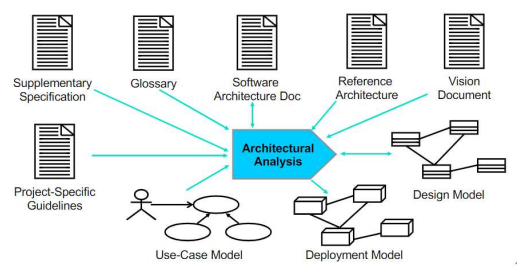 Supplementary
Specification
Glossary
Software
Architecture Doc
Reference
Architecture
Vision
Document
Architectural
Analysis
Project-Specific
Guidelines
Design Model
Use-Case Model
Deployment Model